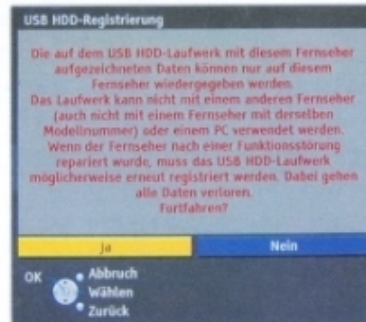 USB HDD-Registrierung
Die auf dem USB HDD-Laufwerk mit diesem Fernseher
aufgezeichneten Daten können nur auf diesem
Fernseher wiedergegeben werden.
Das Laufwerk kann nicht mit einem anderen Fernseher
(auch nicht mit einem Fernseher mit derselben
Modellnummer) oder einem PC verwendet werden.
Wenn der Fernseher nach einer Funktionsstörung
repariert wurde, muss das USB HDD-Laufwerk
möglicherweise erneut registriert werden. Dabei gehen
alle Daten verloren.
Fortfahren?
Ja Nein
OK Abbruch
Wählen
Zurück